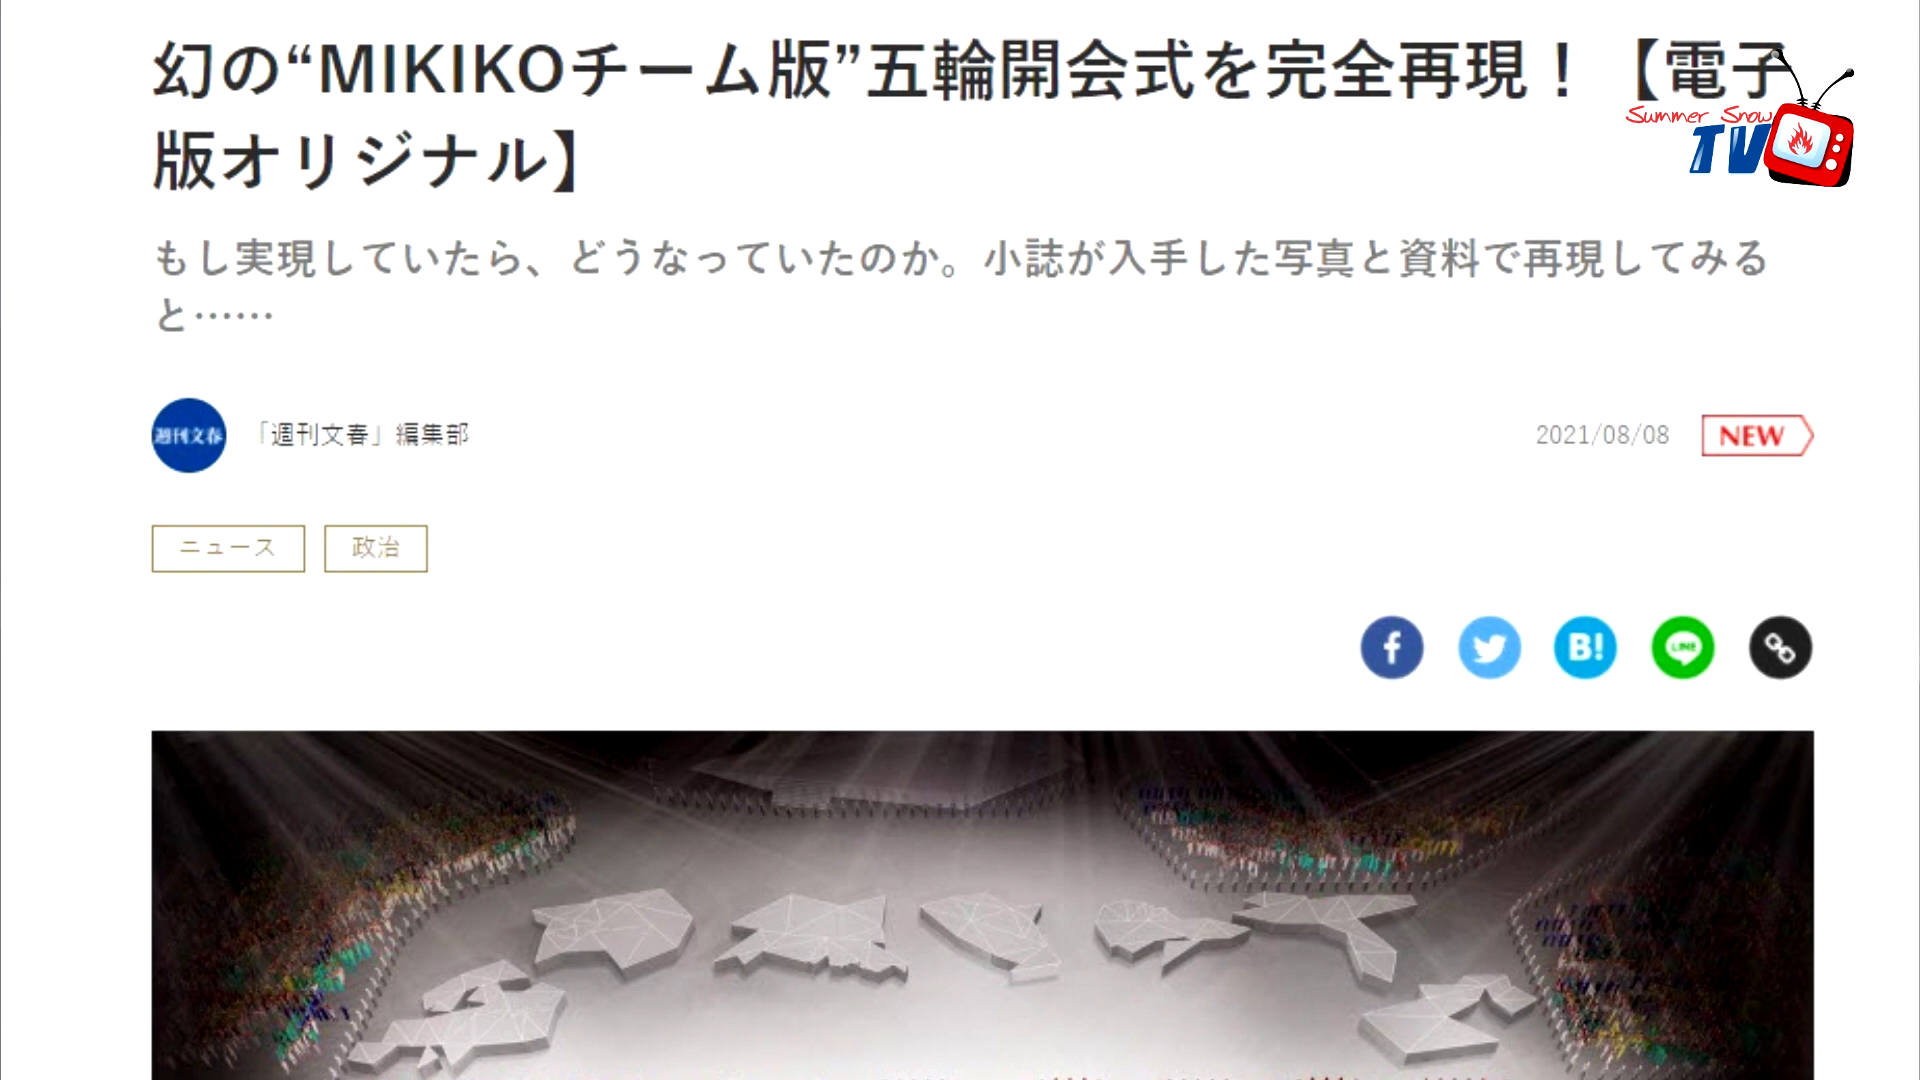 幻の“MIKIKOチーム版”五輪開会式を完全再現！【電子
版オリジナル】
Summer Snow
TV
もし実現していたら、どうなっていたのか。小誌が入手した写真と資料で再現してみる
と……
週刊文春
「週刊文春」編集部
2021/08/08
NEW
ニュース
政治
f
B!
LINE